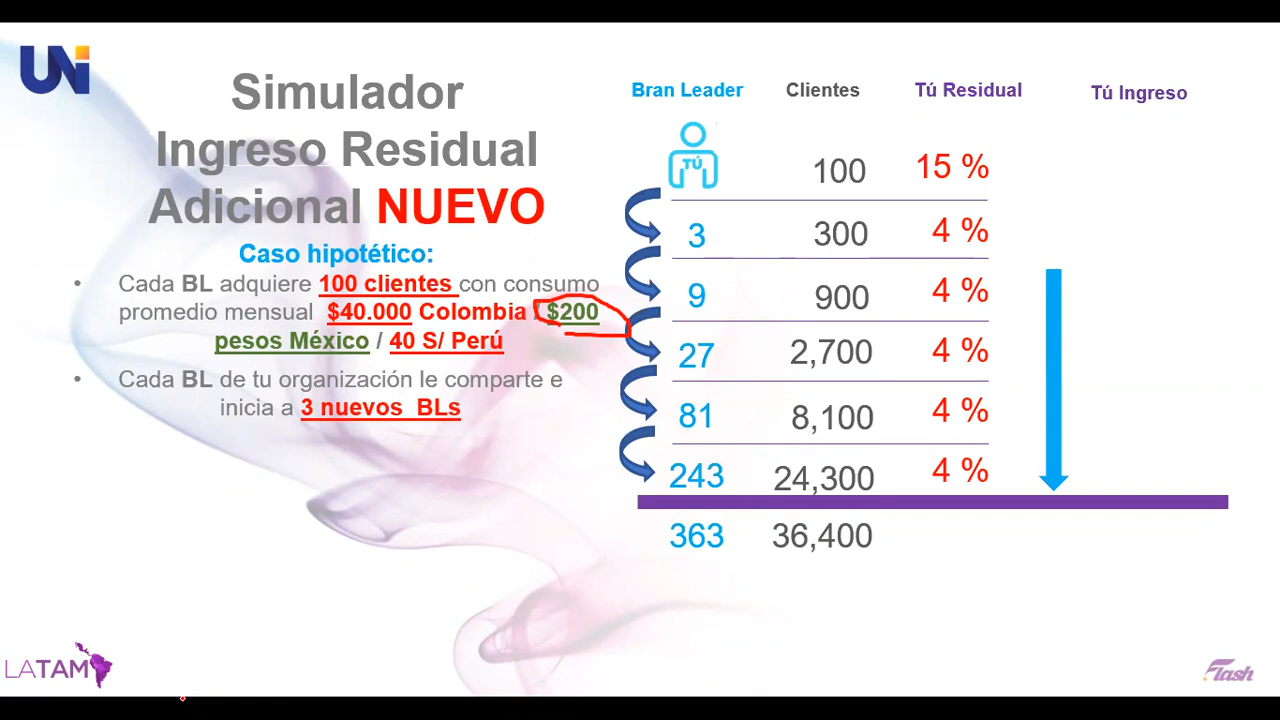 UNi
Simulador
Ingreso Residual
Adicional NUEVO
Caso hipotético:
• Cada BL adquiere 100 clientes con consumo
promedio mensual $40.000 Colombia / $200
pesos México / 40 S/ Perú
• Cada BL de tu organización le comparte e
inicia a 3 nuevos BLs
Bran Leader Clientes Tú Residual Tú Ingreso
TÚ 100 15 %
3 300 4 %
9 900 4 %
27 2,700 4 %
81 8,100 4 %
243 24,300 4 %
363 36,400
LATAM
Flash